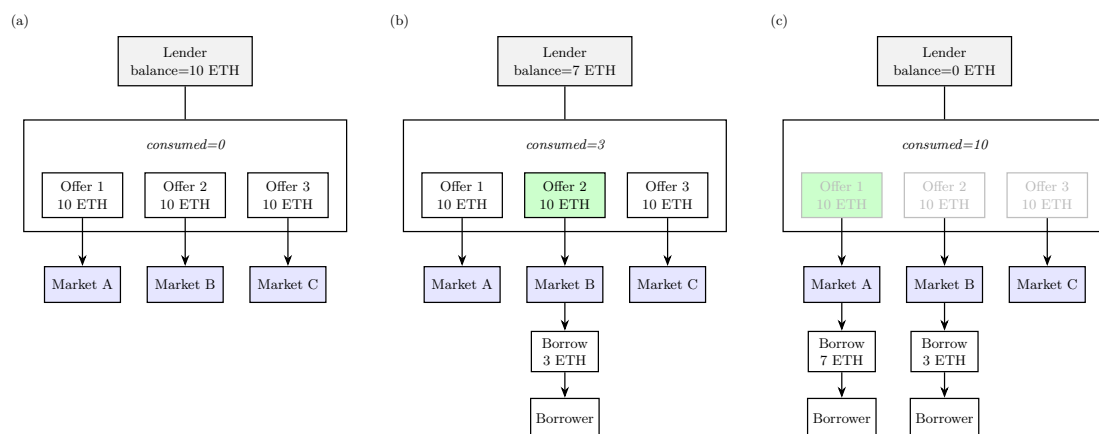 (a)
Lender
balance=10 ETH
consumed=0
Offer 1
10 ETH
Offer 2
10 ETH
Offer 3
10 ETH
Market A
Market B
Market C
(b)
Lender
balance=7 ETH
consumed=3
Offer 1
10 ETH
Offer 2
10 ETH
Offer 3
10 ETH
Market A
Market B
Market C
Borrow
3 ETH
Borrower
(c)
Lender
balance=0 ETH
consumed=10
Offer 1
10 ETH
Offer 2
10 ETH
Offer 3
10 ETH
Market A
Market B
Market C
Borrow
7 ETH
Borrow
3 ETH
Borrower
Borrower